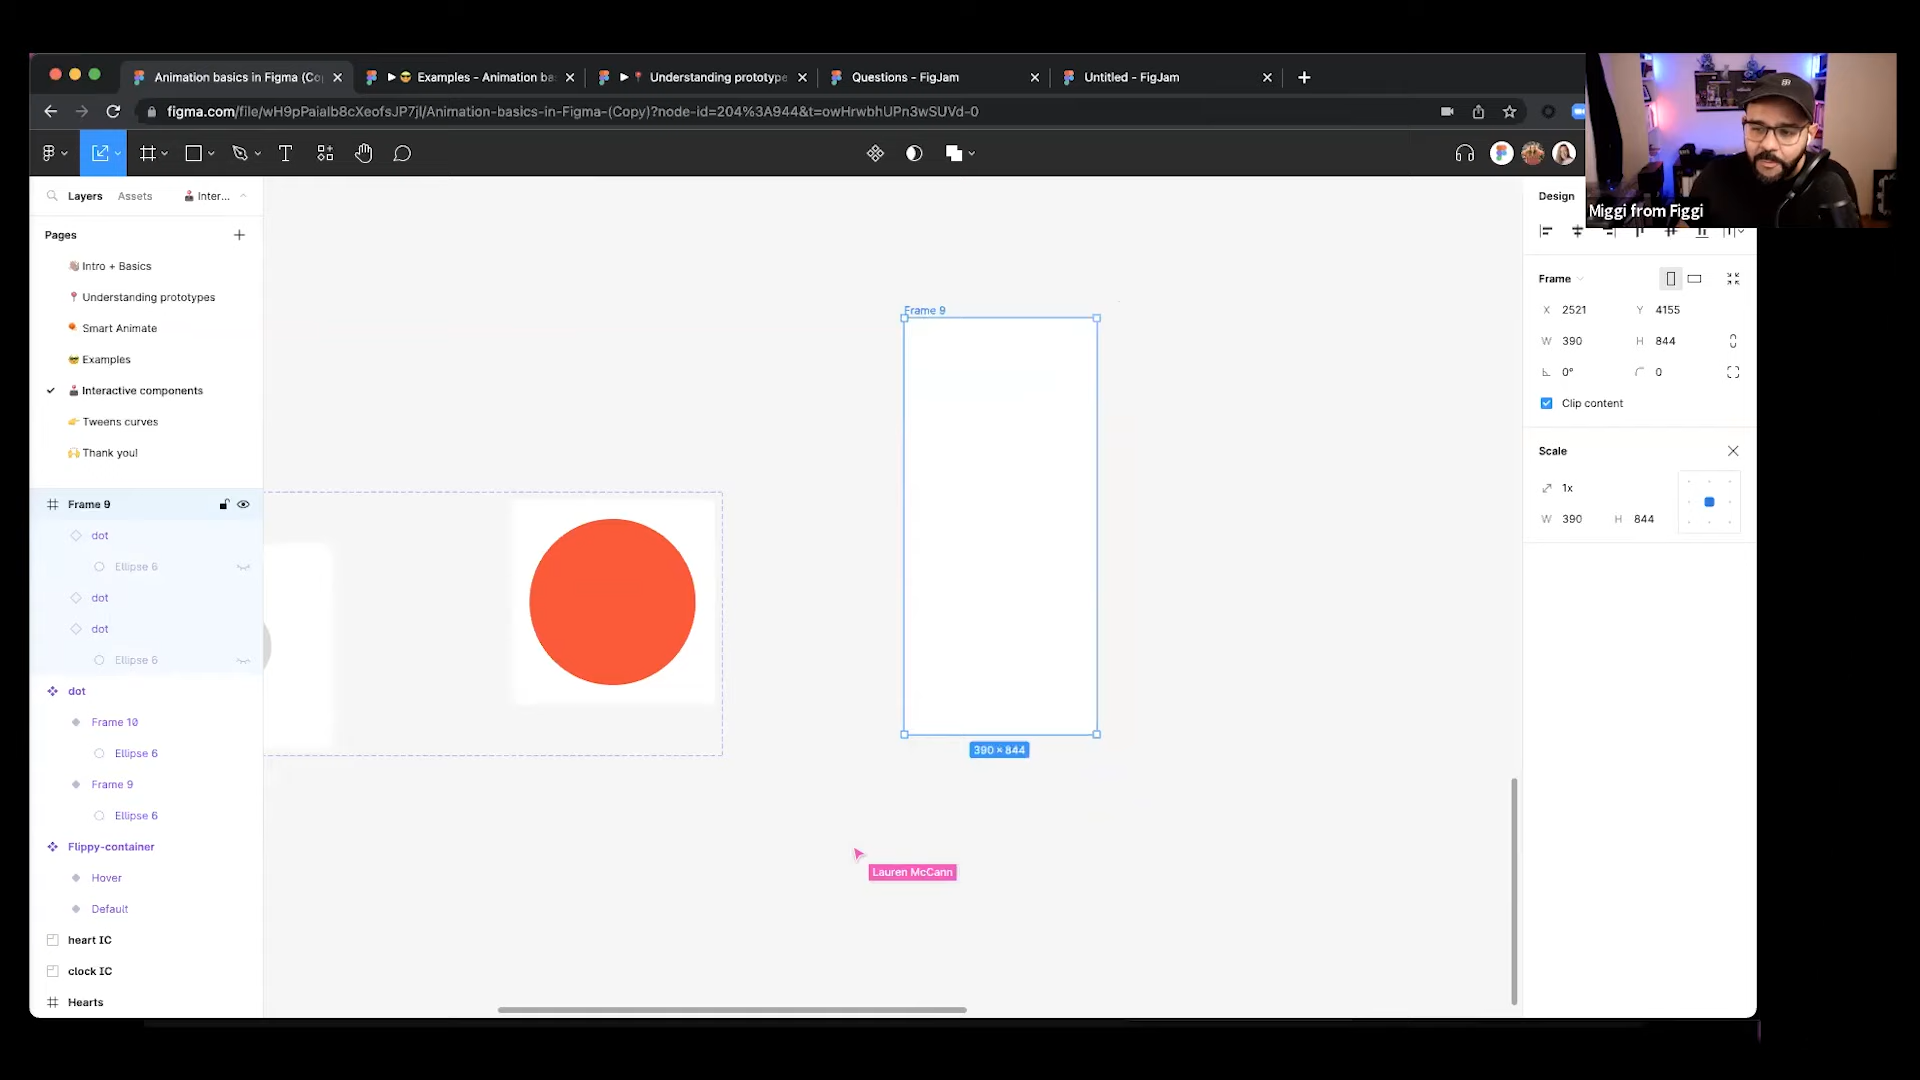 Animation basics in Figma (Co
Examples - Animation ba
Understanding prototype
Questions - FigJam
Untitled - FigJam
figma.com/file/wH9pPaiaIb8cXeofsJP7jl/Animation-basics-in-Figma-(Copy)?node-id=204%3A944&t=owHrwbhUPn3wSUVd-0
Miggi from Figgi
Layers
Assets
Inter...
Pages
Intro + Basics
Understanding prototypes
Smart Animate
Examples
Interactive components
Tweens curves
Thank you!
Frame 9
dot
Ellipse 6
dot
dot
Ellipse 6
dot
Frame 10
Ellipse 6
Frame 9
Ellipse 6
Flippy-container
Hover
Default
heart IC
clock IC
Hearts
Frame 9
390 × 844
Lauren McCann
Design
Frame
X 2521 Y 4155
W 390 H 844
0° 0
Clip content
Scale
1x
W 390 H 844